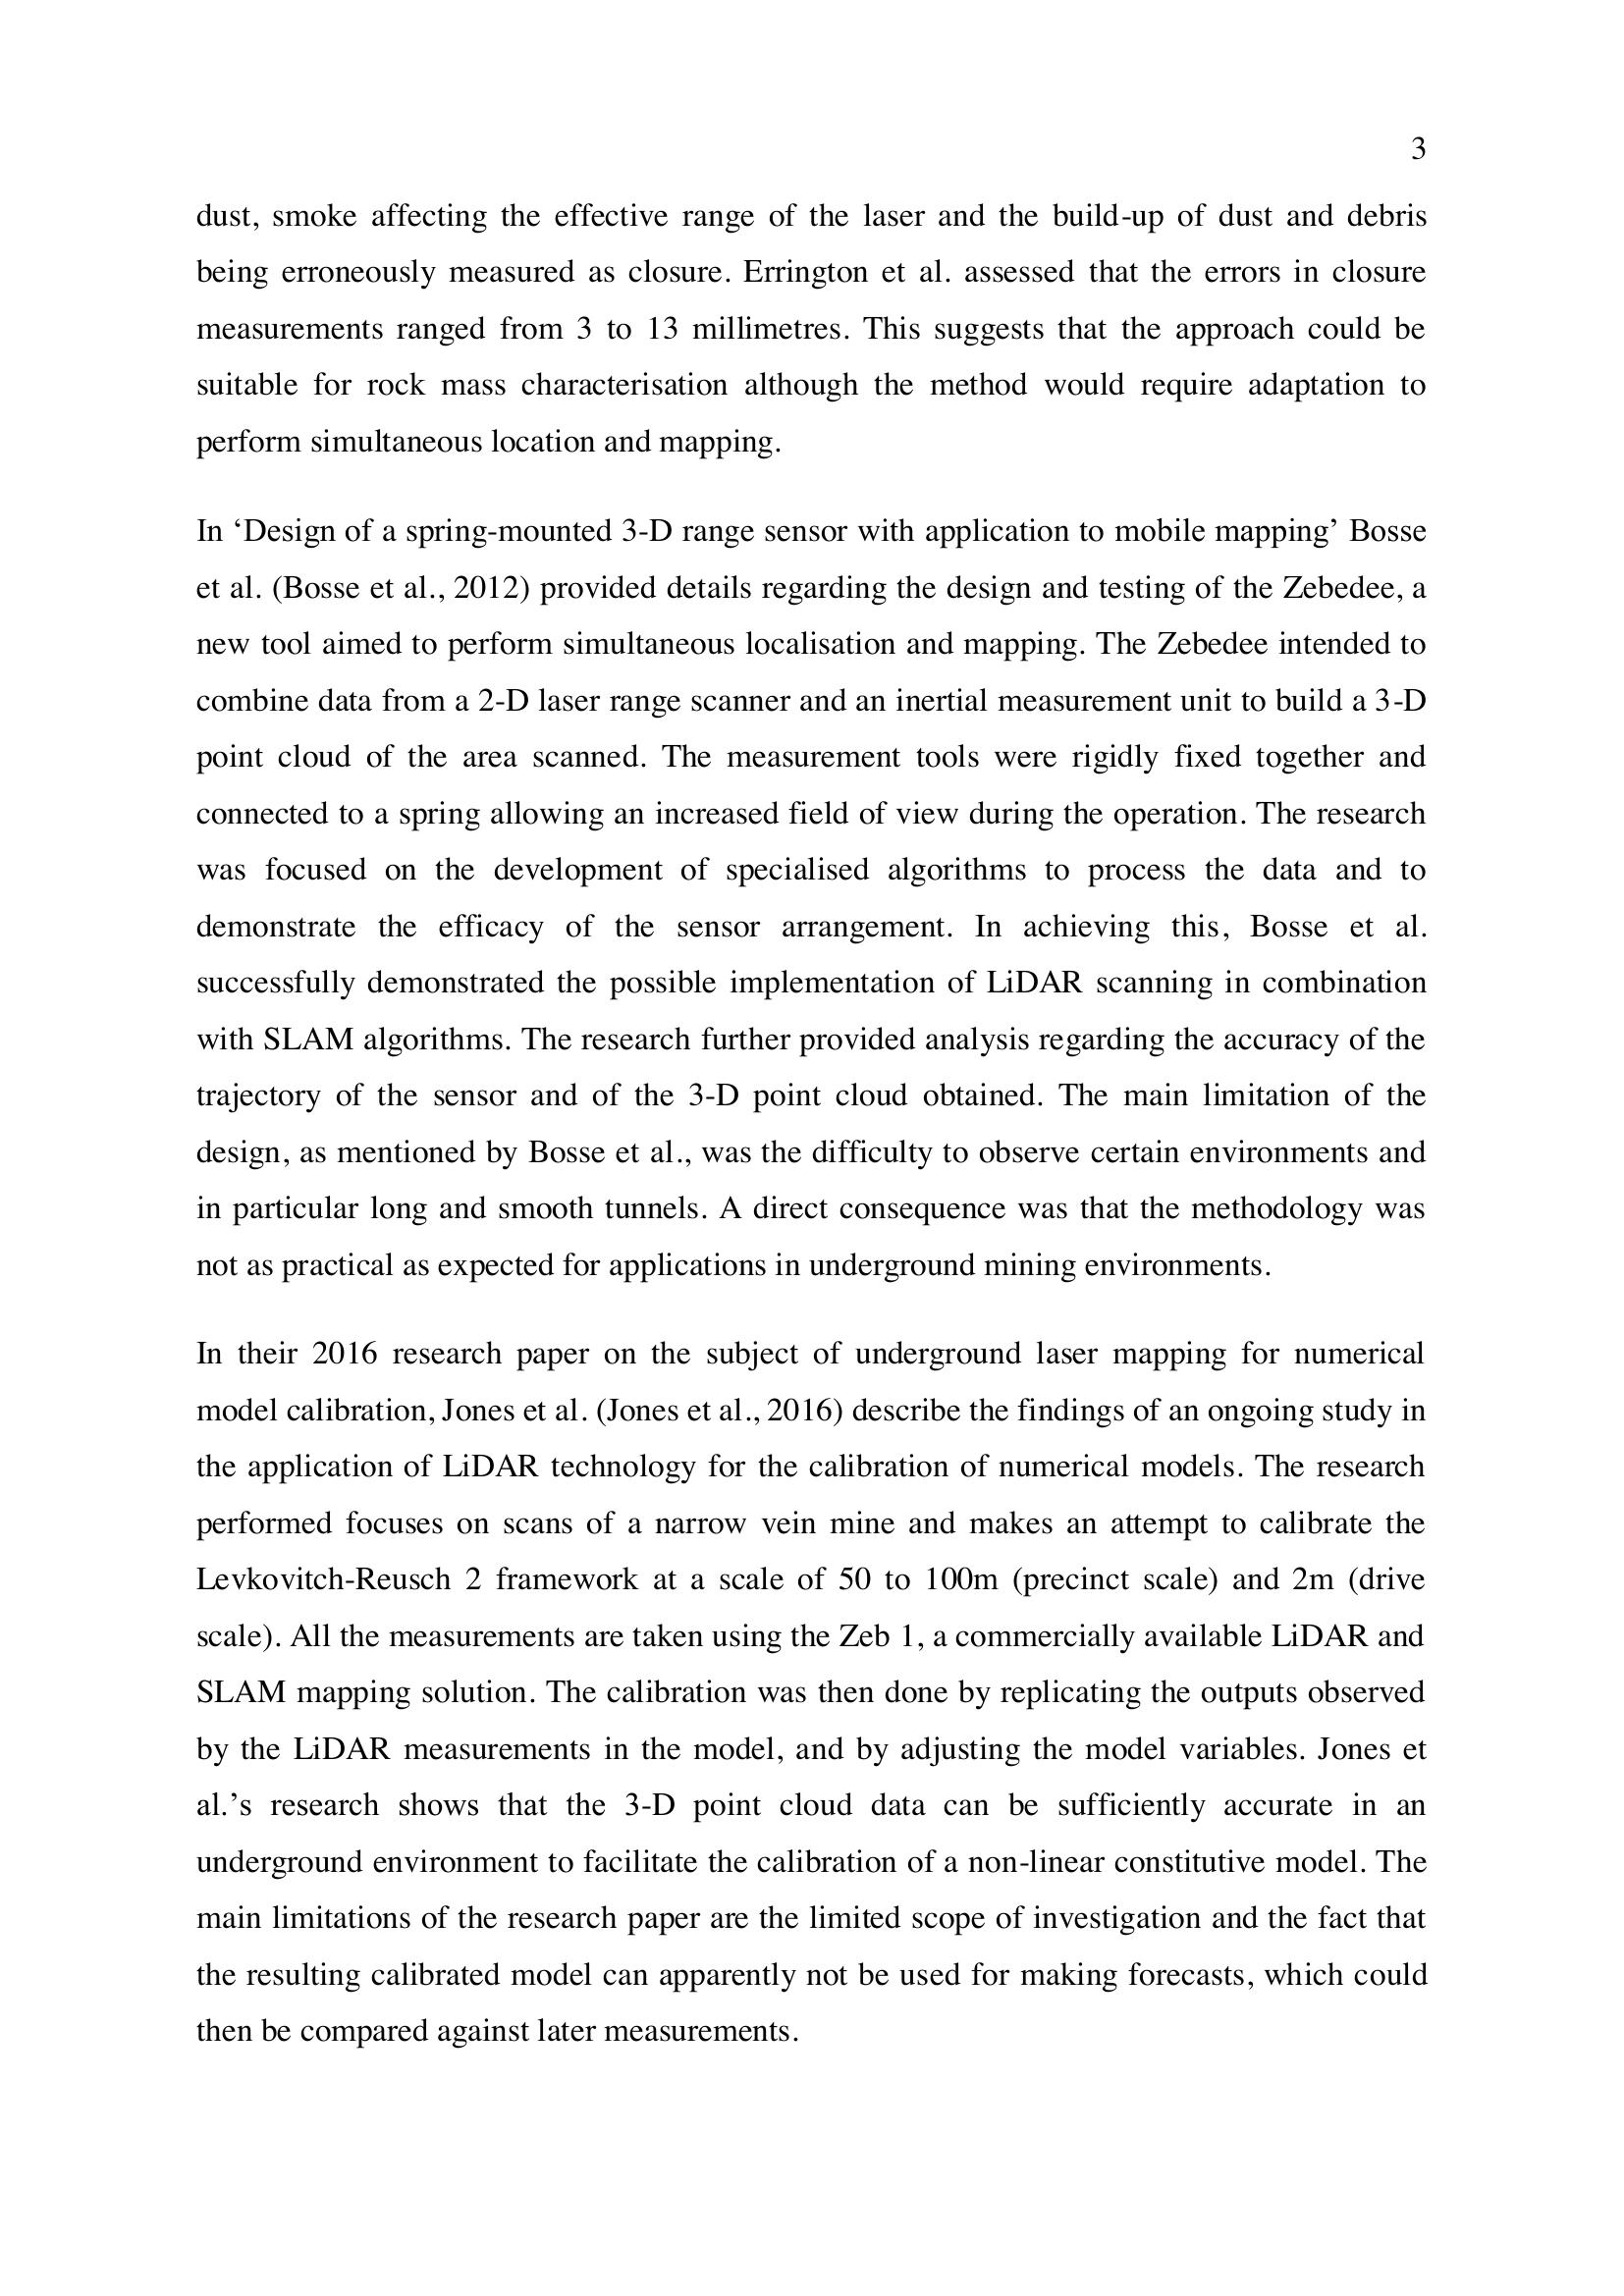 3
dust, smoke affecting the effective range of the laser and the build-up of dust and debris
being erroneously measured as closure. Errington et al. assessed that the errors in closure
measurements ranged from 3 to 13 millimetres. This suggests that the approach could be
suitable for rock mass characterisation although the method would require adaptation to
perform simultaneous location and mapping.
In ‘Design of a spring-mounted 3-D range sensor with application to mobile mapping’ Bosse
et al. (Bosse et al., 2012) provided details regarding the design and testing of the Zebedee, a
new tool aimed to perform simultaneous localisation and mapping. The Zebedee intended to
combine data from a 2-D laser range scanner and an inertial measurement unit to build a 3-D
point cloud of the area scanned. The measurement tools were rigidly fixed together and
connected to a spring allowing an increased field of view during the operation. The research
was focused on the development of specialised algorithms to process the data and to
demonstrate the efficacy of the sensor arrangement. In achieving this, Bosse et al.
successfully demonstrated the possible implementation of LiDAR scanning in combination
with SLAM algorithms. The research further provided analysis regarding the accuracy of the
trajectory of the sensor and of the 3-D point cloud obtained. The main limitation of the
design, as mentioned by Bosse et al., was the difficulty to observe certain environments and
in particular long and smooth tunnels. A direct consequence was that the methodology was
not as practical as expected for applications in underground mining environments.
In their 2016 research paper on the subject of underground laser mapping for numerical
model calibration, Jones et al. (Jones et al., 2016) describe the findings of an ongoing study in
the application of LiDAR technology for the calibration of numerical models. The research
performed focuses on scans of a narrow vein mine and makes an attempt to calibrate the
Levkovitch-Reusch 2 framework at a scale of 50 to 100m (precinct scale) and 2m (drive
scale). All the measurements are taken using the Zeb 1, a commercially available LiDAR and
SLAM mapping solution. The calibration was then done by replicating the outputs observed
by the LiDAR measurements in the model, and by adjusting the model variables. Jones et
al.’s research shows that the 3-D point cloud data can be sufficiently accurate in an
underground environment to facilitate the calibration of a non-linear constitutive model. The
main limitations of the research paper are the limited scope of investigation and the fact that
the resulting calibrated model can apparently not be used for making forecasts, which could
then be compared against later measurements.